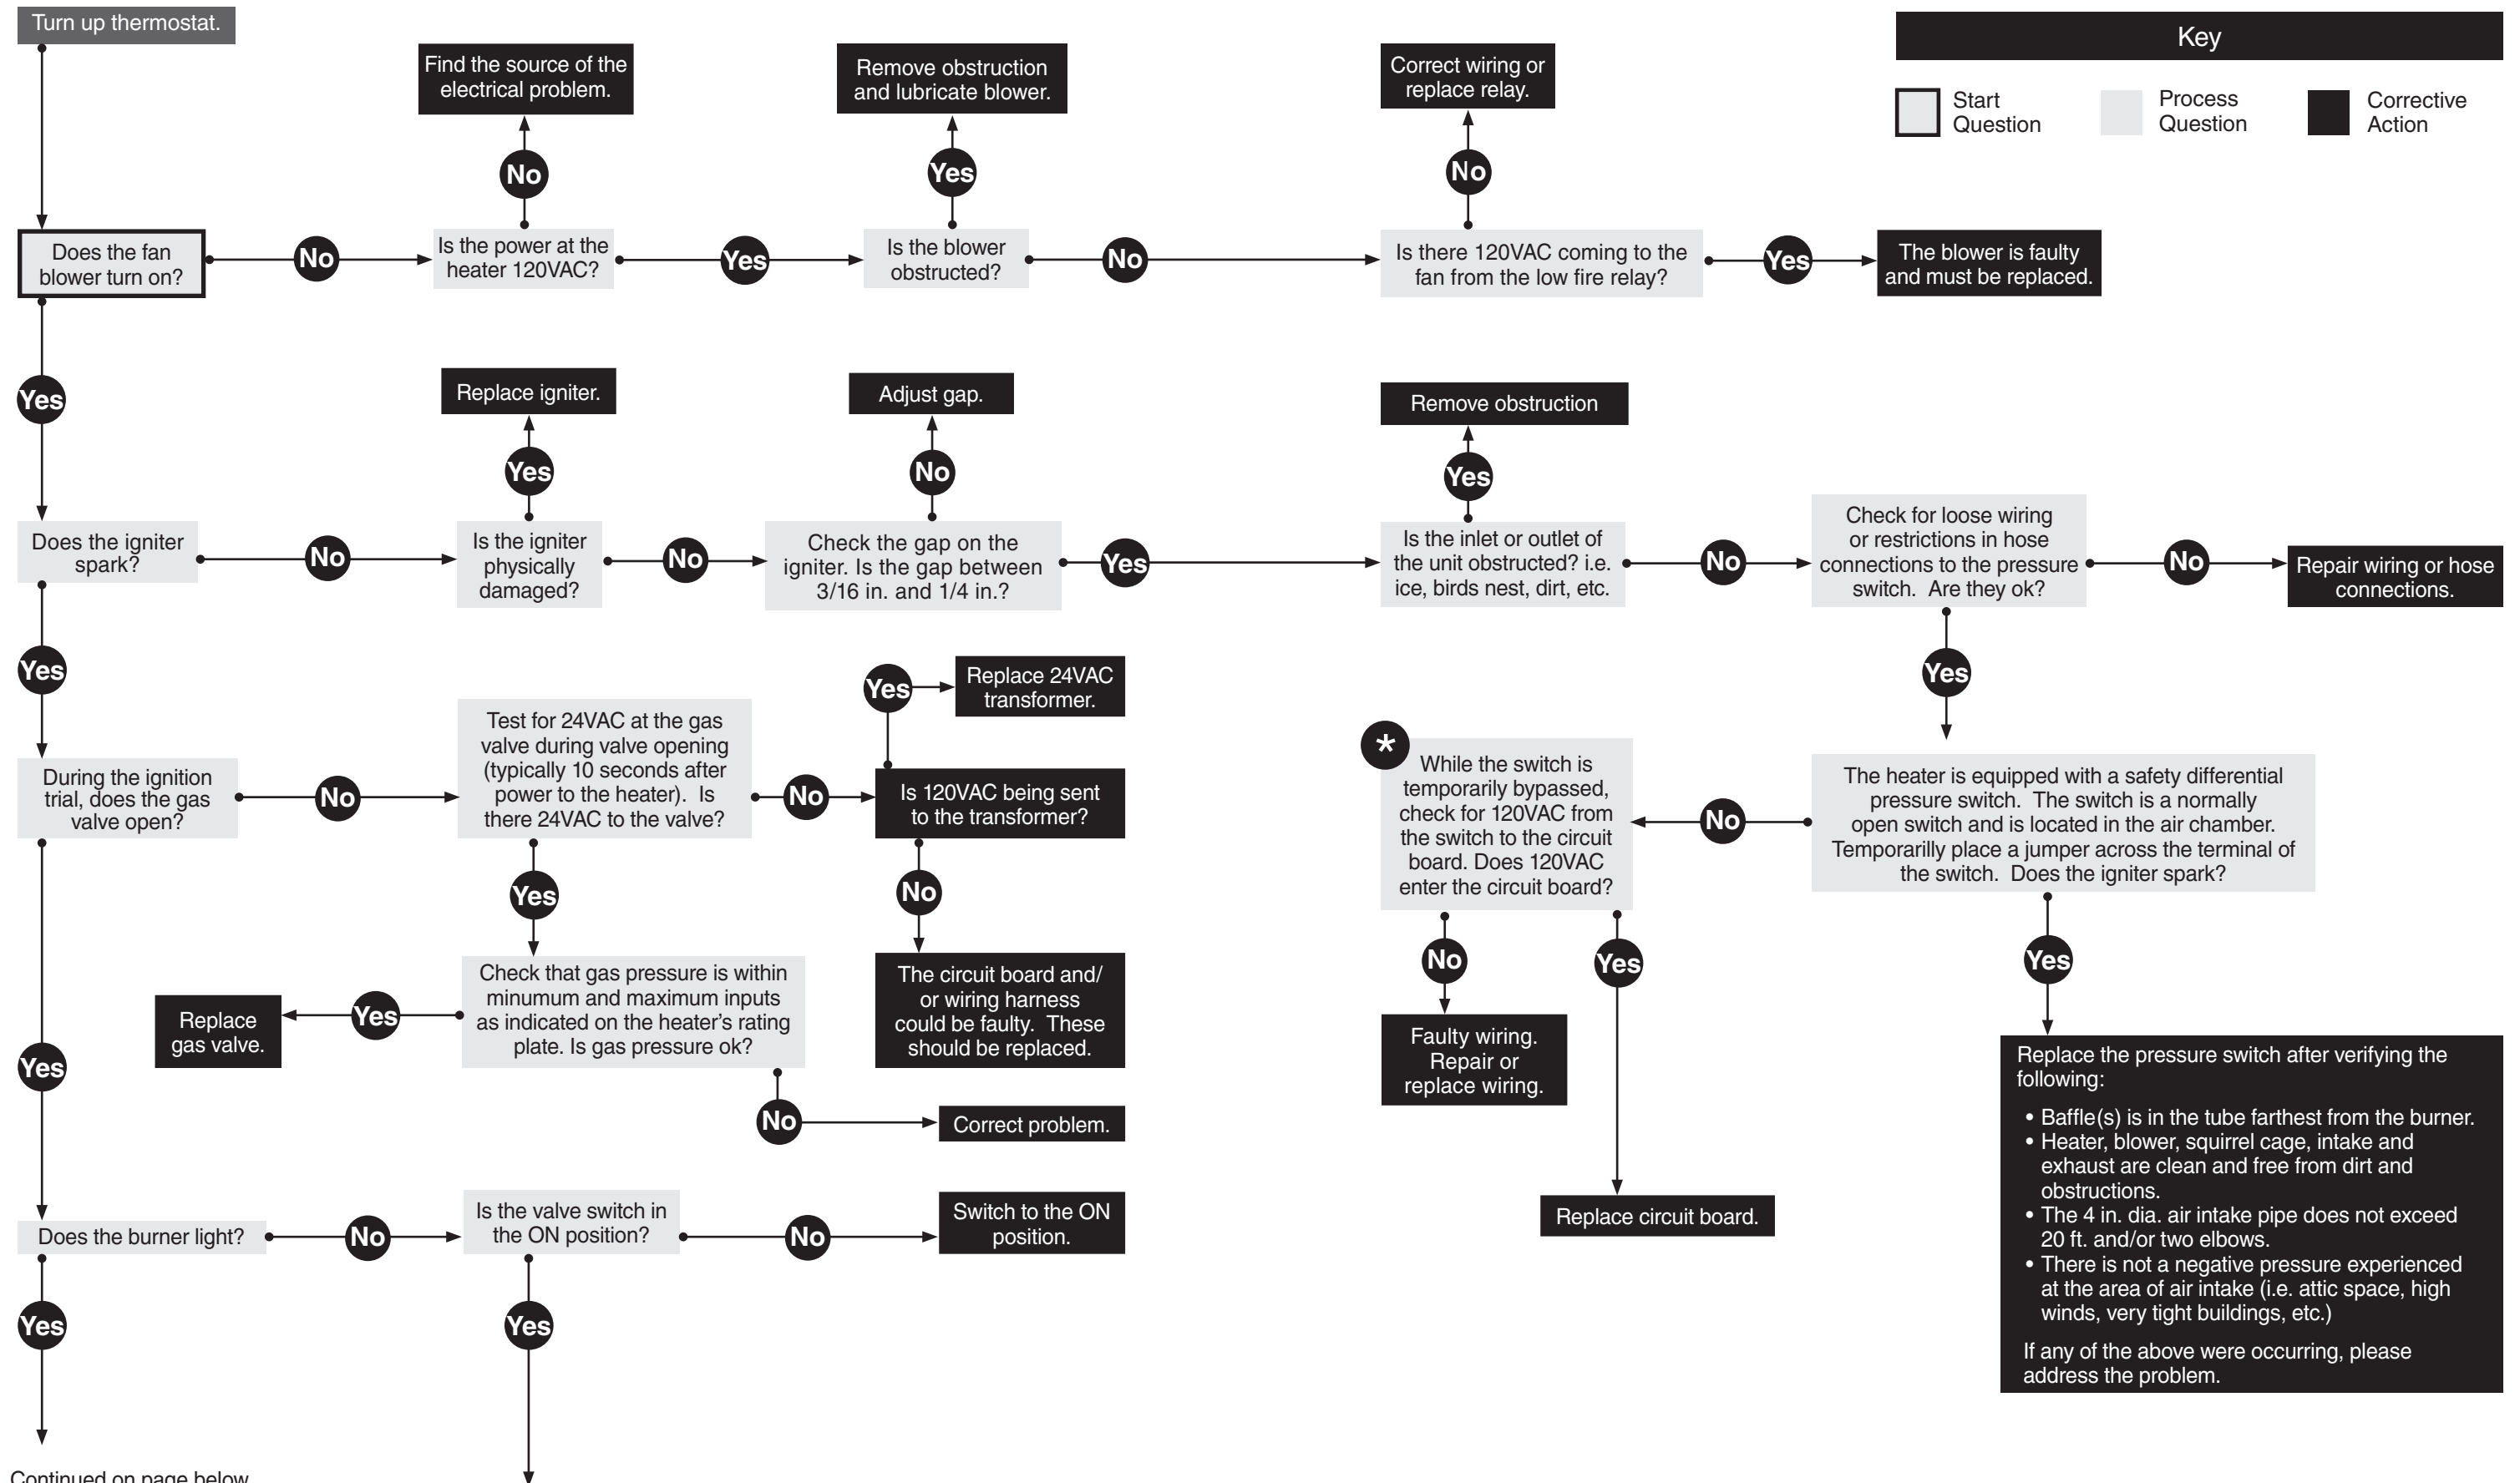 Turn up thermostat.
Key
Start
Question
Process
Question
Corrective
Action
Find the source of the
electrical problem.
Remove obstruction
and lubricate blower.
Correct wiring or
replace relay.
No
Yes
No
Does the fan
blower turn on?
No
Is the power at the
heater 120VAC?
Yes
Is the blower
obstructed?
No
Is there 120VAC coming to the
fan from the low fire relay?
Yes
The blower is faulty
and must be replaced.
Yes
Replace igniter.
Adjust gap.
Remove obstruction
Yes
No
Yes
Does the igniter
spark?
No
Is the igniter
physically
damaged?
No
Check the gap on the
igniter. Is the gap between
3/16 in. and 1/4 in.?
Yes
Is the inlet or outlet of
the unit obstructed? i.e.
ice, birds nest, dirt, etc.
No
Check for loose wiring
or restrictions in hose
connections to the pressure
switch. Are they ok?
No
Repair wiring or hose
connections.
Yes
Yes
Yes
Replace 24VAC
transformer.
During the ignition
trial, does the gas
valve open?
No
Test for 24VAC at the gas
valve during valve opening
(typically 10 seconds after
power to the heater). Is
there 24VAC to the valve?
No
Is 120VAC being sent
to the transformer?
*
While the switch is
temporarily bypassed,
check for 120VAC from
the switch to the circuit
board. Does 120VAC
enter the circuit board?
No
The heater is equipped with a safety differential
pressure switch. The switch is a normally
open switch and is located in the air chamber.
Temporarilly place a jumper across the terminal of
the switch. Does the igniter spark?
Yes
No
No
Yes
Yes
Replace
gas valve.
Yes
Check that gas pressure is within
minumum and maximum inputs
as indicated on the heater's rating
plate. Is gas pressure ok?
The circuit board and/
or wiring harness
could be faulty. These
should be replaced.
Faulty wiring.
Repair or
replace wiring.
Yes
No
Correct problem.
Replace circuit board.
Replace the pressure switch after verifying the
following:
• Baffle(s) is in the tube farthest from the burner.
• Heater, blower, squirrel cage, intake and
exhaust are clean and free from dirt and
obstructions.
• The 4 in. dia. air intake pipe does not exceed
20 ft. and/or two elbows.
• There is not a negative pressure experienced
at the area of air intake (i.e. attic space, high
winds, very tight buildings, etc.)
If any of the above were occurring, please
address the problem.
Does the burner light?
No
Is the valve switch in
the ON position?
No
Switch to the ON
position.
Yes
Yes
Continued on page below